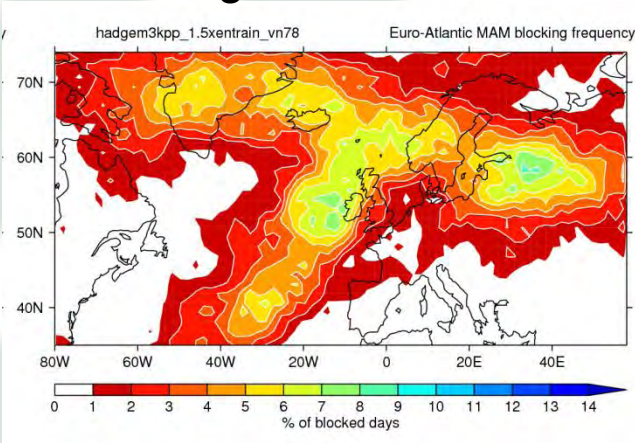 hadgem3kpp_1.5xentrain_vn78 Euro-Atlantic MAM blocking frequency
70N
60N
50N
40N
80W 60W 40W 20W 0 20E 40E
0 1 2 3 4 5 6 7 8 9 10 11 12 13 14
% of blocked days